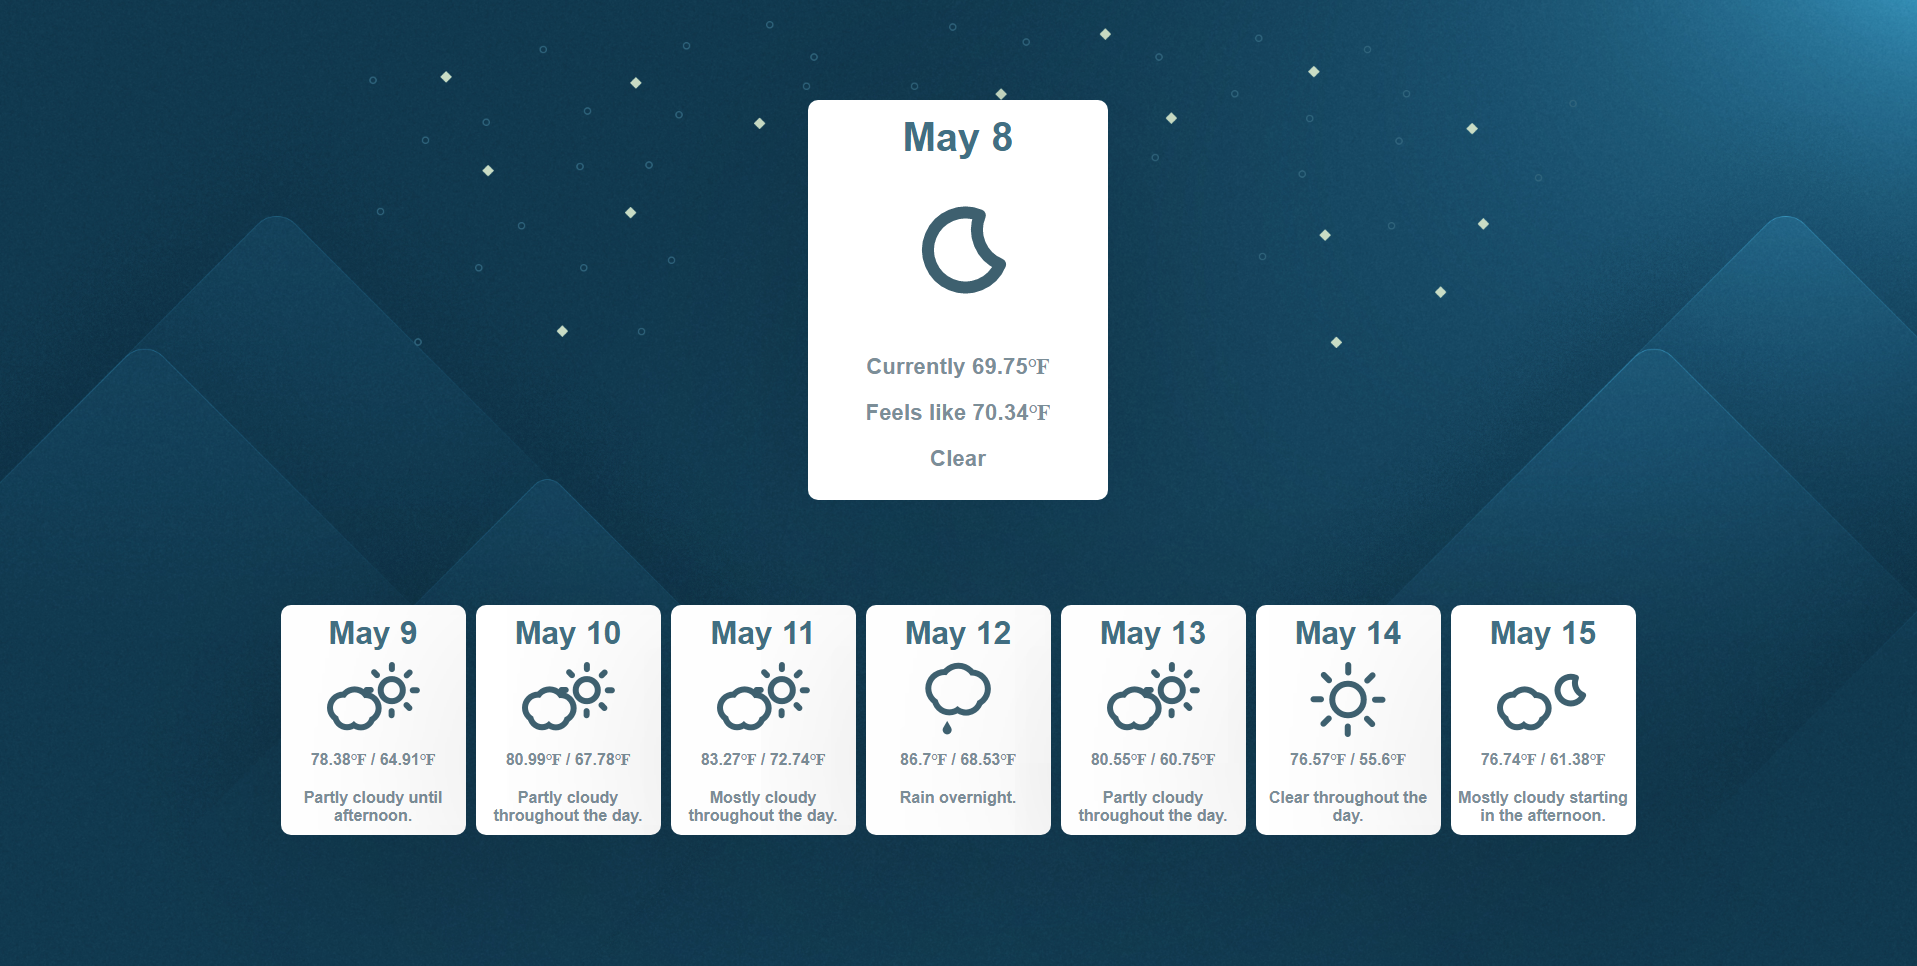 May 8
Currently 69.75°F
Feels like 70.34°F
Clear
May 9
78.38°F / 64.91°F
Partly cloudy until
afternoon.
May 10
80.99°F / 67.78°F
Partly cloudy
throughout the day.
May 11
83.27°F / 72.74°F
Mostly cloudy
throughout the day.
May 12
86.7°F / 68.53°F
Rain overnight.
May 13
80.55°F / 60.75°F
Partly cloudy
throughout the day.
May 14
76.57°F / 55.6°F
Clear throughout the
day.
May 15
76.74°F / 61.38°F
Mostly cloudy starting
in the afternoon.